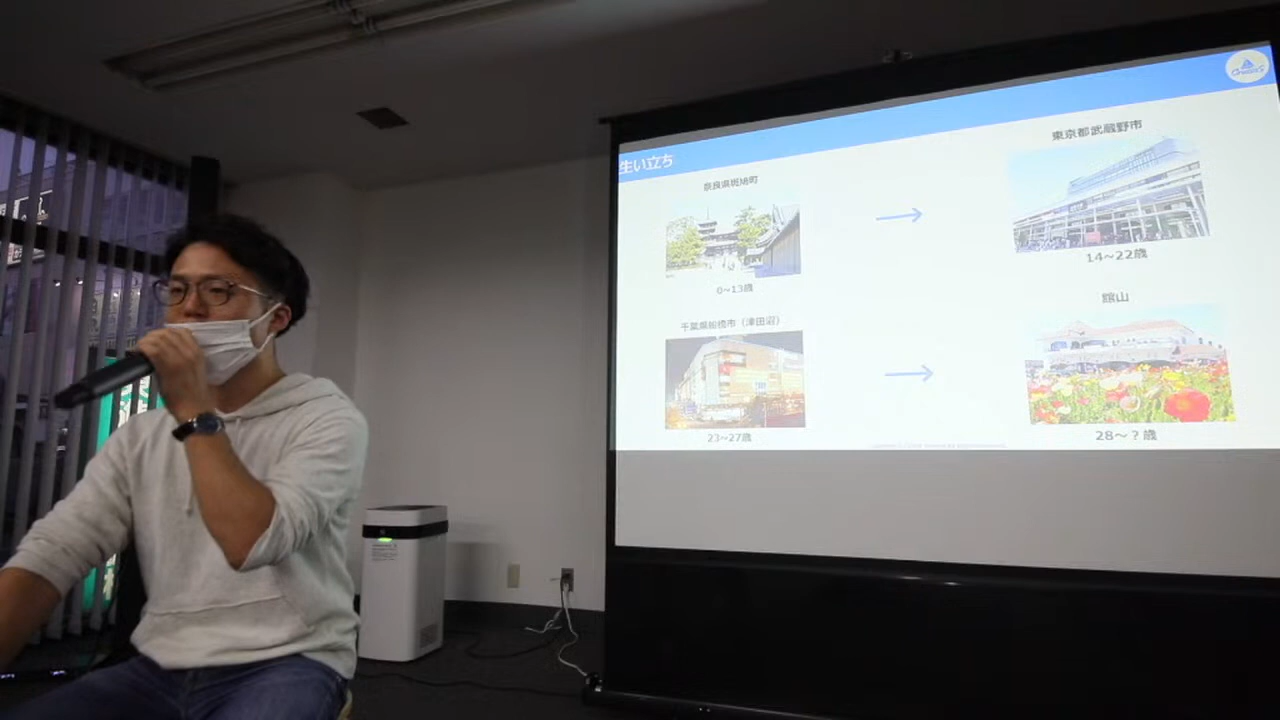 生い立ち
奈良県斑鳩町
0~13歳
東京都武蔵野市
14~22歳
千葉県船橋市（津田沼）
23~27歳
館山
28～？歳